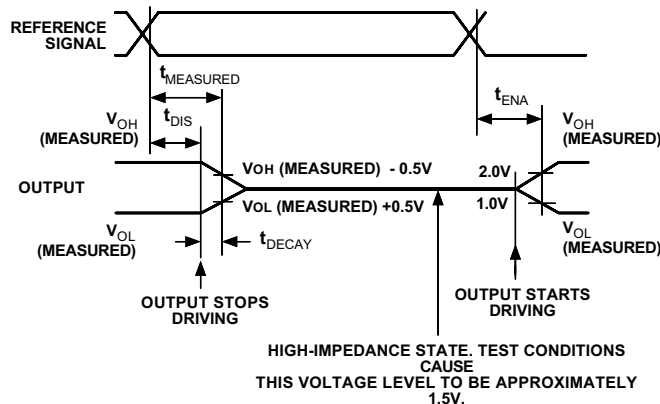 REFERENCE
SIGNAL
tMEASURED
tDIS
tENA
VOH
(MEASURED)
VOH
(MEASURED)
VOH (MEASURED) - 0.5V
2.0V
OUTPUT
VOL (MEASURED) +0.5V
1.0V
VOL
(MEASURED)
tDECAY
VOL
(MEASURED)
OUTPUT STOPS
DRIVING
OUTPUT STARTS
DRIVING
HIGH-IMPEDANCE STATE. TEST CONDITIONS
CAUSE
THIS VOLTAGE LEVEL TO BE APPROXIMATELY
1.5V.